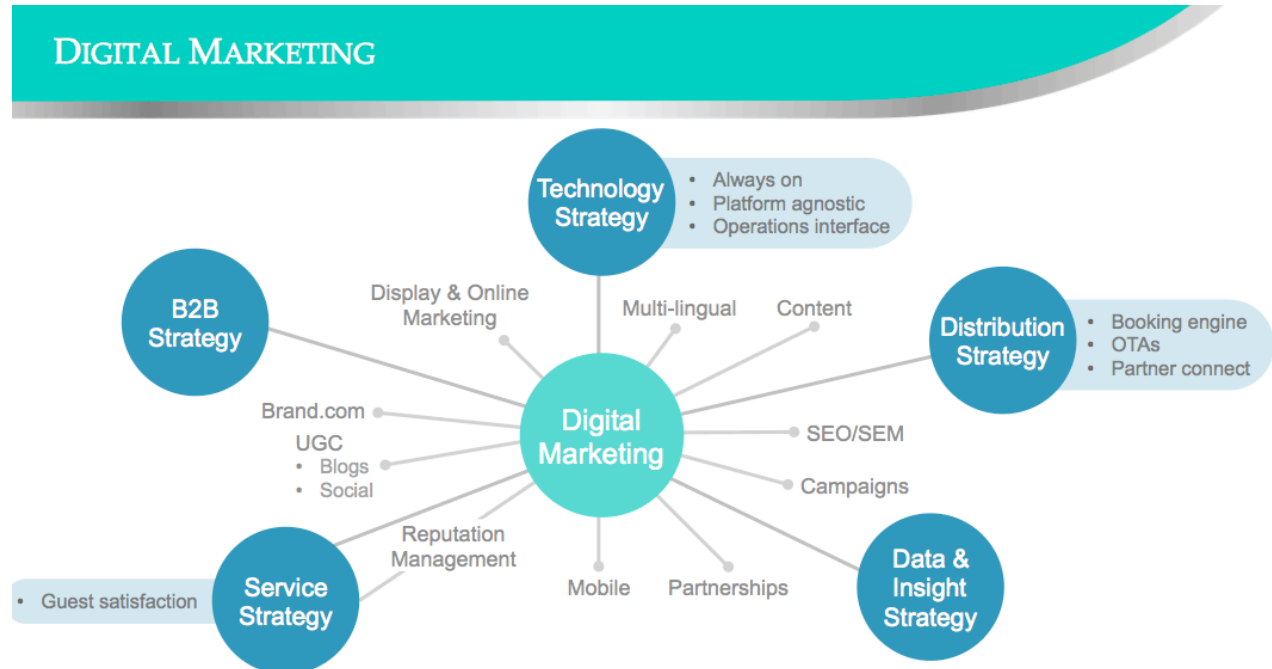 DIGITAL MARKETING
Technology
Strategy
• Always on
• Platform agnostic
• Operations interface
B2B
Strategy
Display & Online
Marketing
Multi-lingual
Content
Distribution
Strategy
• Booking engine
• OTAs
• Partner connect
Brand.com
UGC
• Blogs
• Social
Digital
Marketing
SEO/SEM
Campaigns
Reputation
Management
Mobile
Partnerships
Data &
Insight
Strategy
Service
Strategy
• Guest satisfaction